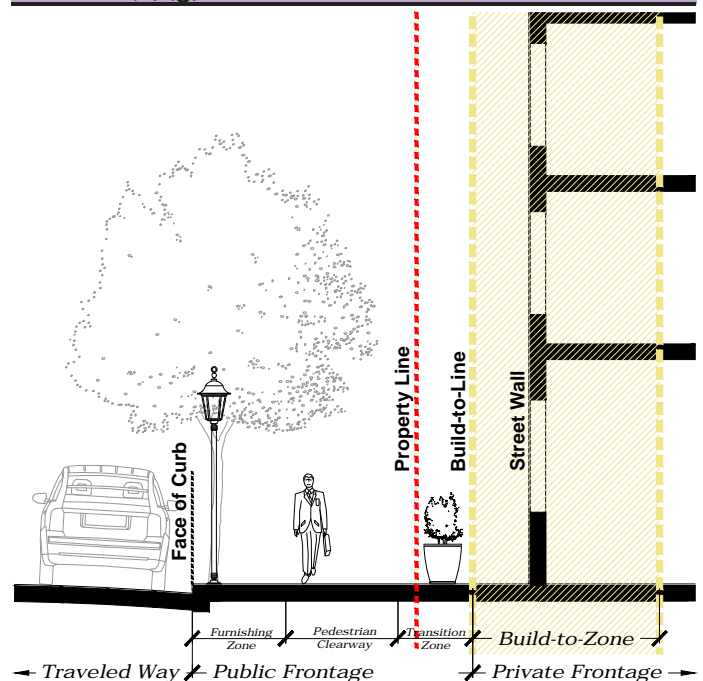 Face of Curb
Property Line
Build-to-Line
Street Wall
Furnishing
Zone
Pedestrian
Clearway
Transition
Zone
Build-to-Zone
Traveled Way
Public Frontage
Private Frontage